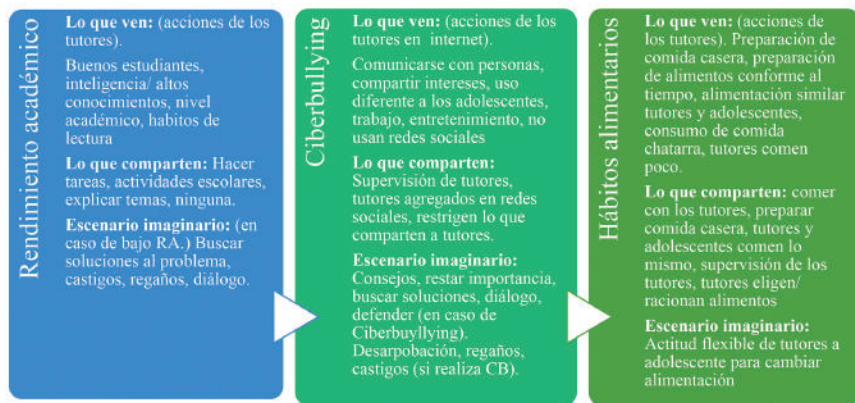 Rendimiento académico
Lo que ven: (acciones de los
tutores).
Buenos estudiantes,
inteligencia/ altos
conocimientos, nivel
académico, habitos de
lectura
Lo que comparten: Hacer
tareas, actividades escolares,
explicar temas, ninguna.
Escenario imaginario: (en
caso de bajo RA.) Buscar
soluciones al problema,
castigos, regaños, diálogo.
Ciberbullying
Lo que ven: (acciones de los
tutores en internet).
Comunicarse con personas,
compartir intereses, uso
diferente a los adolescentes,
trabajo, entretenimiento, no
usan redes sociales
Lo que comparten:
Supervisión de tutores,
tutores agregados en redes
sociales, restrigen lo que
comparten a tutores.
Escenario imaginario:
Consejos, restar importancia,
buscar soluciones, diálogo,
defender (en caso de
Ciberbuyllying).
Desarpobación, regaños,
castigos (si realiza CB).
Hábitos alimentarios
Lo que ven: (acciones de
los tutores). Preparación de
comida casera, preparación
de alimentos conforme al
tiempo, alimentación similar
tutores y adolescentes,
consumo de comida
chatarra, tutores comen
poco.
Lo que comparten: comer
con los tutores, preparar
comida casera, tutores y
adolescentes comen lo
mismo, supervisión de los
tutores, tutores eligen/
racionan alimentos
Escenario imaginario:
Actitud flexible de tutores a
adolescente para cambiar
alimentación